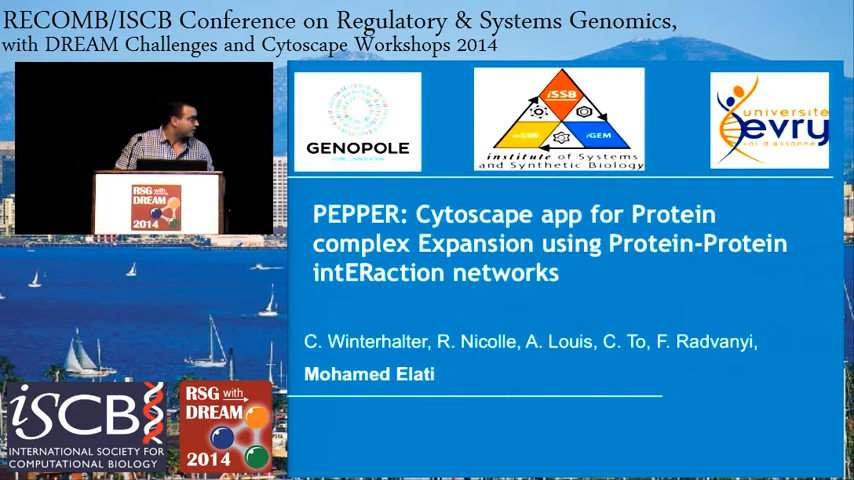 RECOMB/ISCB Conference on Regulatory & Systems Genomics,
with DREAM Challenges and Cytoscape Workshops 2014
GENOPOLE
iSSB
mSSB
iGEM
institute of Systems
and Synthetic Biology
université
evry
val-d'essonne
RSG with
DREAM
2014
PEPPER: Cytoscape app for Protein
complex Expansion using Protein-Protein
intERaction networks
C. Winterhalter, R. Nicolle, A. Louis, C. To, F. Radvanyi,
Mohamed Elati
iSCB
INTERNATIONAL SOCIETY FOR
COMPUTATIONAL BIOLOGY
RSG with
DREAM
2014